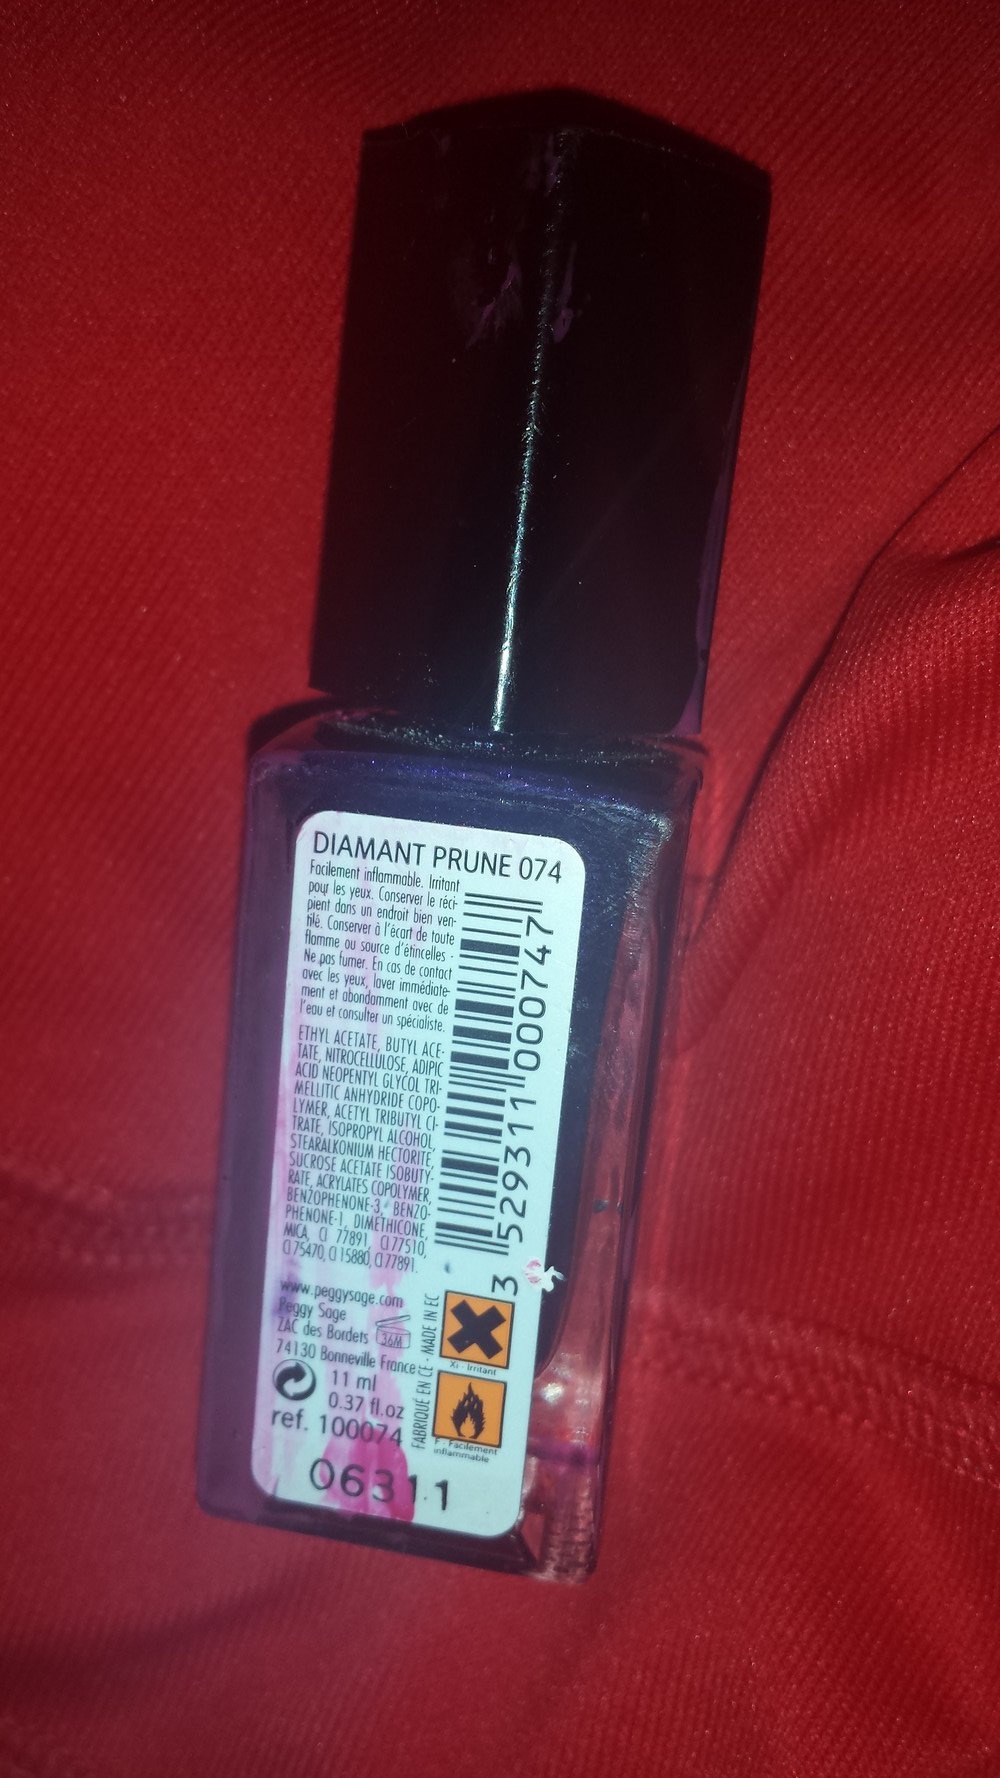 DIAMANT PRUNE 074
Facilement inflammable. Irritant
pour les yeux. Conserver le réci-
pient dans un endroit bien ven-
tilé. Conserver à l'écart de toute
flamme ou source d'étincelles -
Ne pas fumer. En cas de contact
avec les yeux, laver immédiate-
ment et abondamment avec de
l'eau et consulter un spécialiste.
ETHYL ACETATE, BUTYL ACE-
TATE, NITROCELLULOSE, ADIPIC
ACID NEOPENTYL GLYCOL TRI-
MELLITIC ANHYDRIDE COPO-
LYMER, ACETYL TRIBUTYL CI-
TRATE, ISOPROPYL ALCOHOL,
STEARALKONIUM HECTORITE,
SUCROSE ACETATE ISOBUTY-
RATE, ACRYLATES COPOLYMER,
BENZOPHENONE-3, BENZO-
PHENONE-1, DIMETHICONE,
MICA, CI 77891, CI 77510,
CI 75470, CI 15880, CI 77891.
3 529311 000747
www.peggysage.com
Peggy Sage
ZAC des Bordets
36M
74130 Bonneville France
11 ml
0.37 fl.oz
ref. 100074
FABRIQUÉ EN CE - MADE IN EC
Xi - Irritant
F - Facilement
inflammable
06311.1